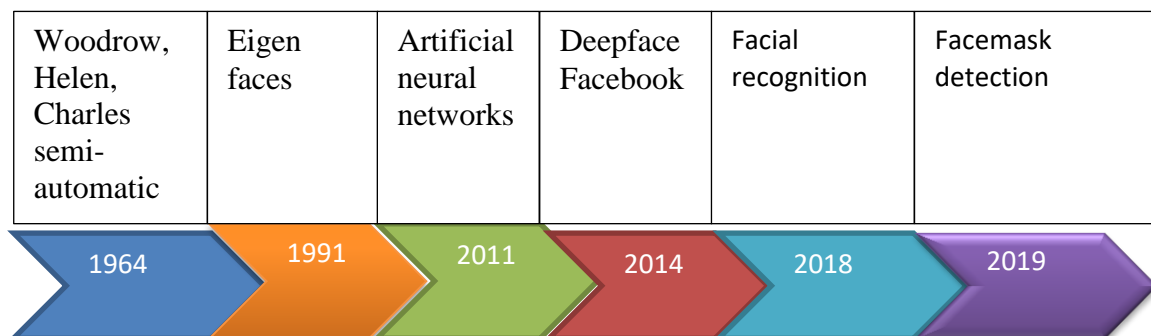 Woodrow,
Helen,
Charles
semi-
automatic
Eigen
faces
Artificial
neural
networks
Deepface
Facebook
Facial
recognition
Facemask
detection
1964
1991
2011
2014
2018
2019